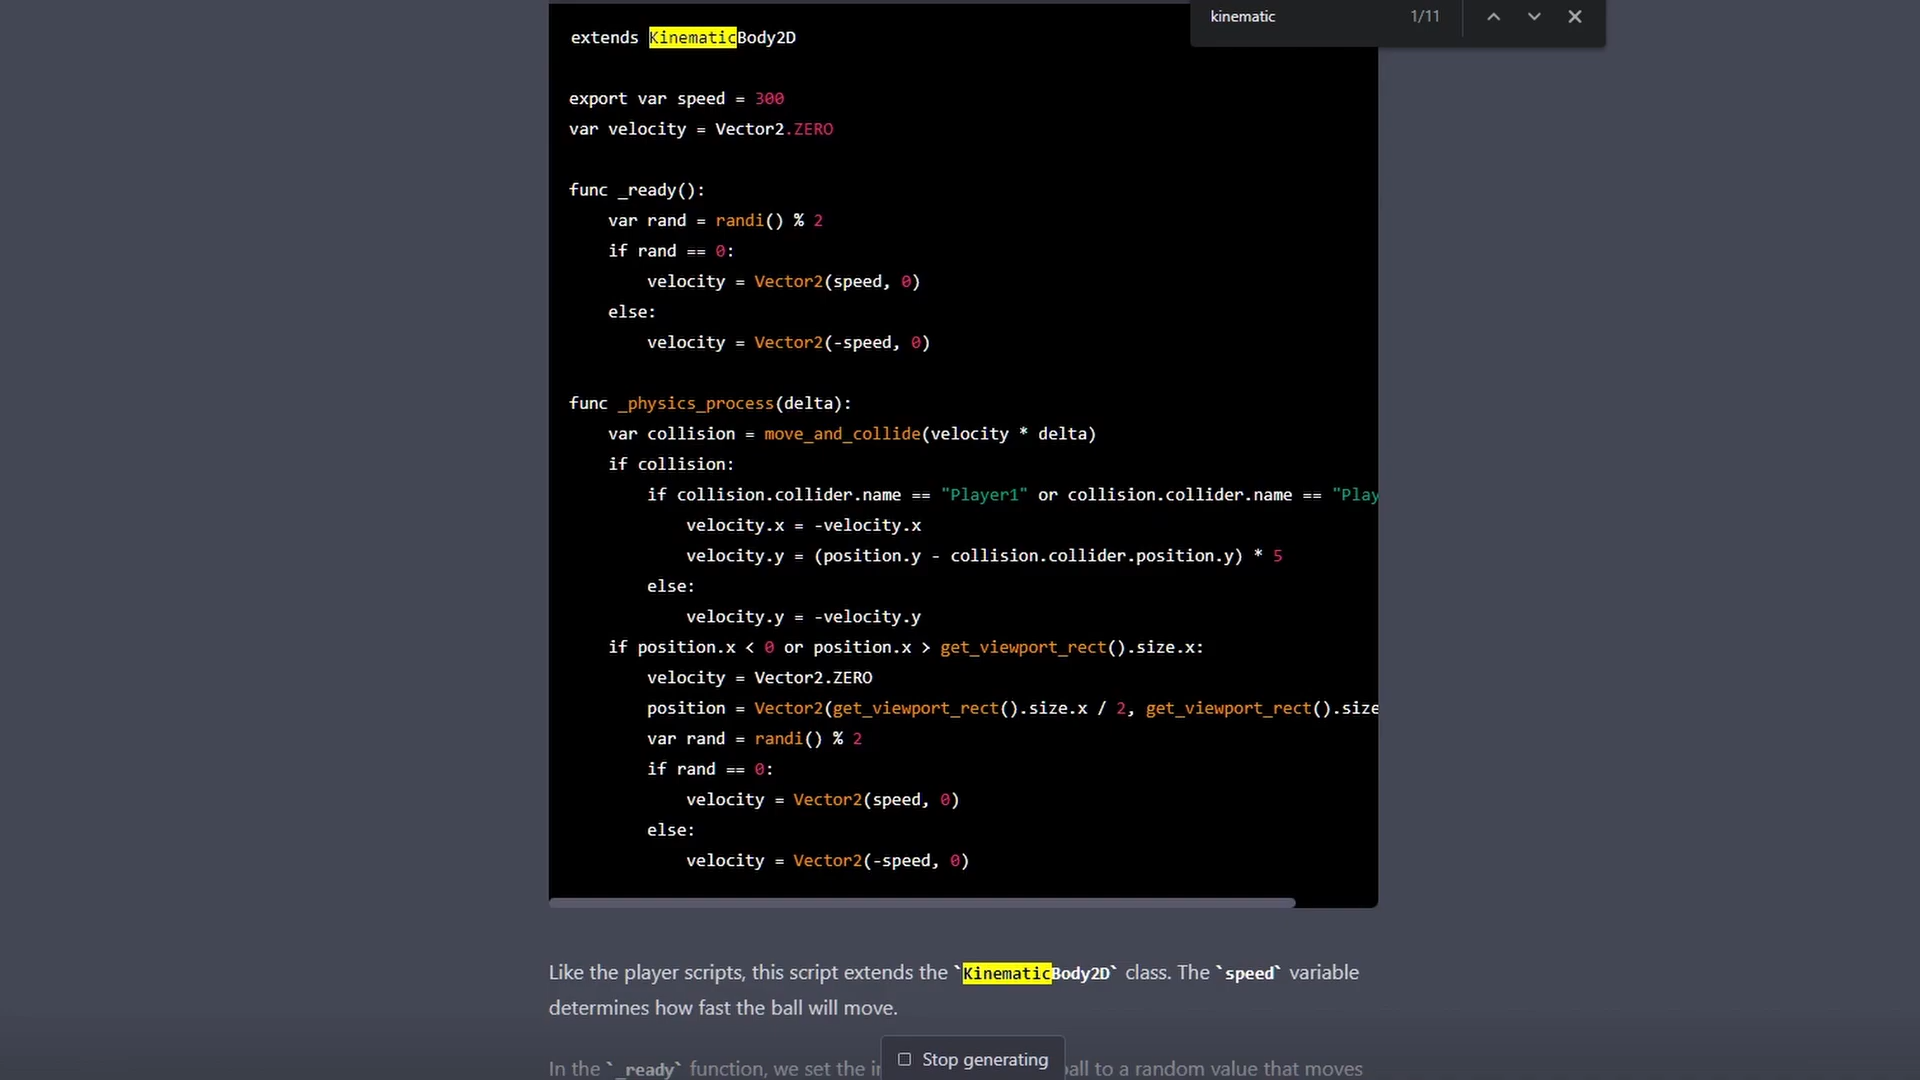 kinematic 1/11
extends KinematicBody2D
export var speed = 300
var velocity = Vector2.ZERO
func _ready():
    var rand = randi() % 2
    if rand == 0:
        velocity = Vector2(speed, 0)
    else:
        velocity = Vector2(-speed, 0)
func _physics_process(delta):
    var collision = move_and_collide(velocity * delta)
    if collision:
        if collision.collider.name == "Player1" or collision.collider.name == "Play
            velocity.x = -velocity.x
            velocity.y = (position.y - collision.collider.position.y) * 5
        else:
            velocity.y = -velocity.y
    if position.x < 0 or position.x > get_viewport_rect().size.x:
        velocity = Vector2.ZERO
        position = Vector2(get_viewport_rect().size.x / 2, get_viewport_rect().size
        var rand = randi() % 2
        if rand == 0:
            velocity = Vector2(speed, 0)
        else:
            velocity = Vector2(-speed, 0)
Like the player scripts, this script extends the `KinematicBody2D` class. The `speed` variable
determines how fast the ball will move.
Stop generating
In the `_ready` function, we set the in ball to a random value that moves